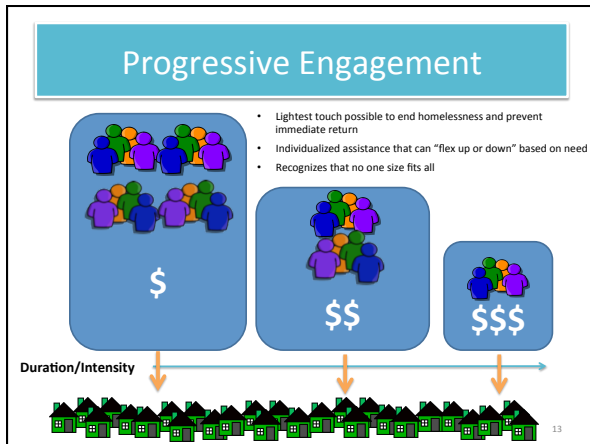 Progressive Engagement
• Lightest touch possible to end homelessness and prevent
immediate return
• Individualized assistance that can “flex up or down” based on need
• Recognizes that no one size fits all
$
$$
$$$
Duration/Intensity
13